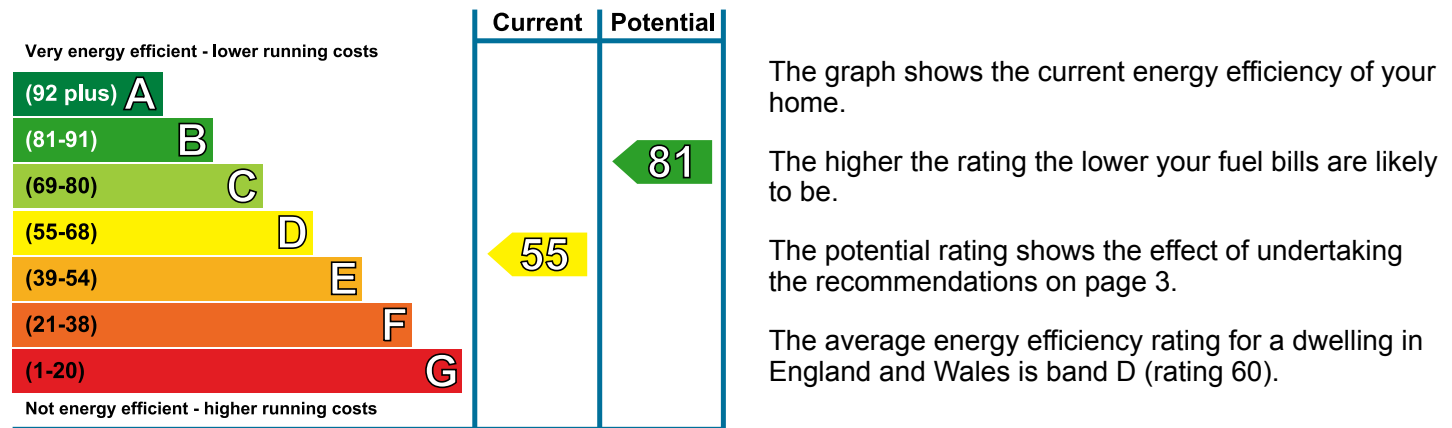 Current Potential
Very energy efficient - lower running costs
(92 plus) A
(81-91) B
(69-80) C
(55-68) D
(39-54) E
(21-38) F
(1-20) G
Not energy efficient - higher running costs
55
81
The graph shows the current energy efficiency of your
home.
The higher the rating the lower your fuel bills are likely
to be.
The potential rating shows the effect of undertaking
the recommendations on page 3.
The average energy efficiency rating for a dwelling in
England and Wales is band D (rating 60).